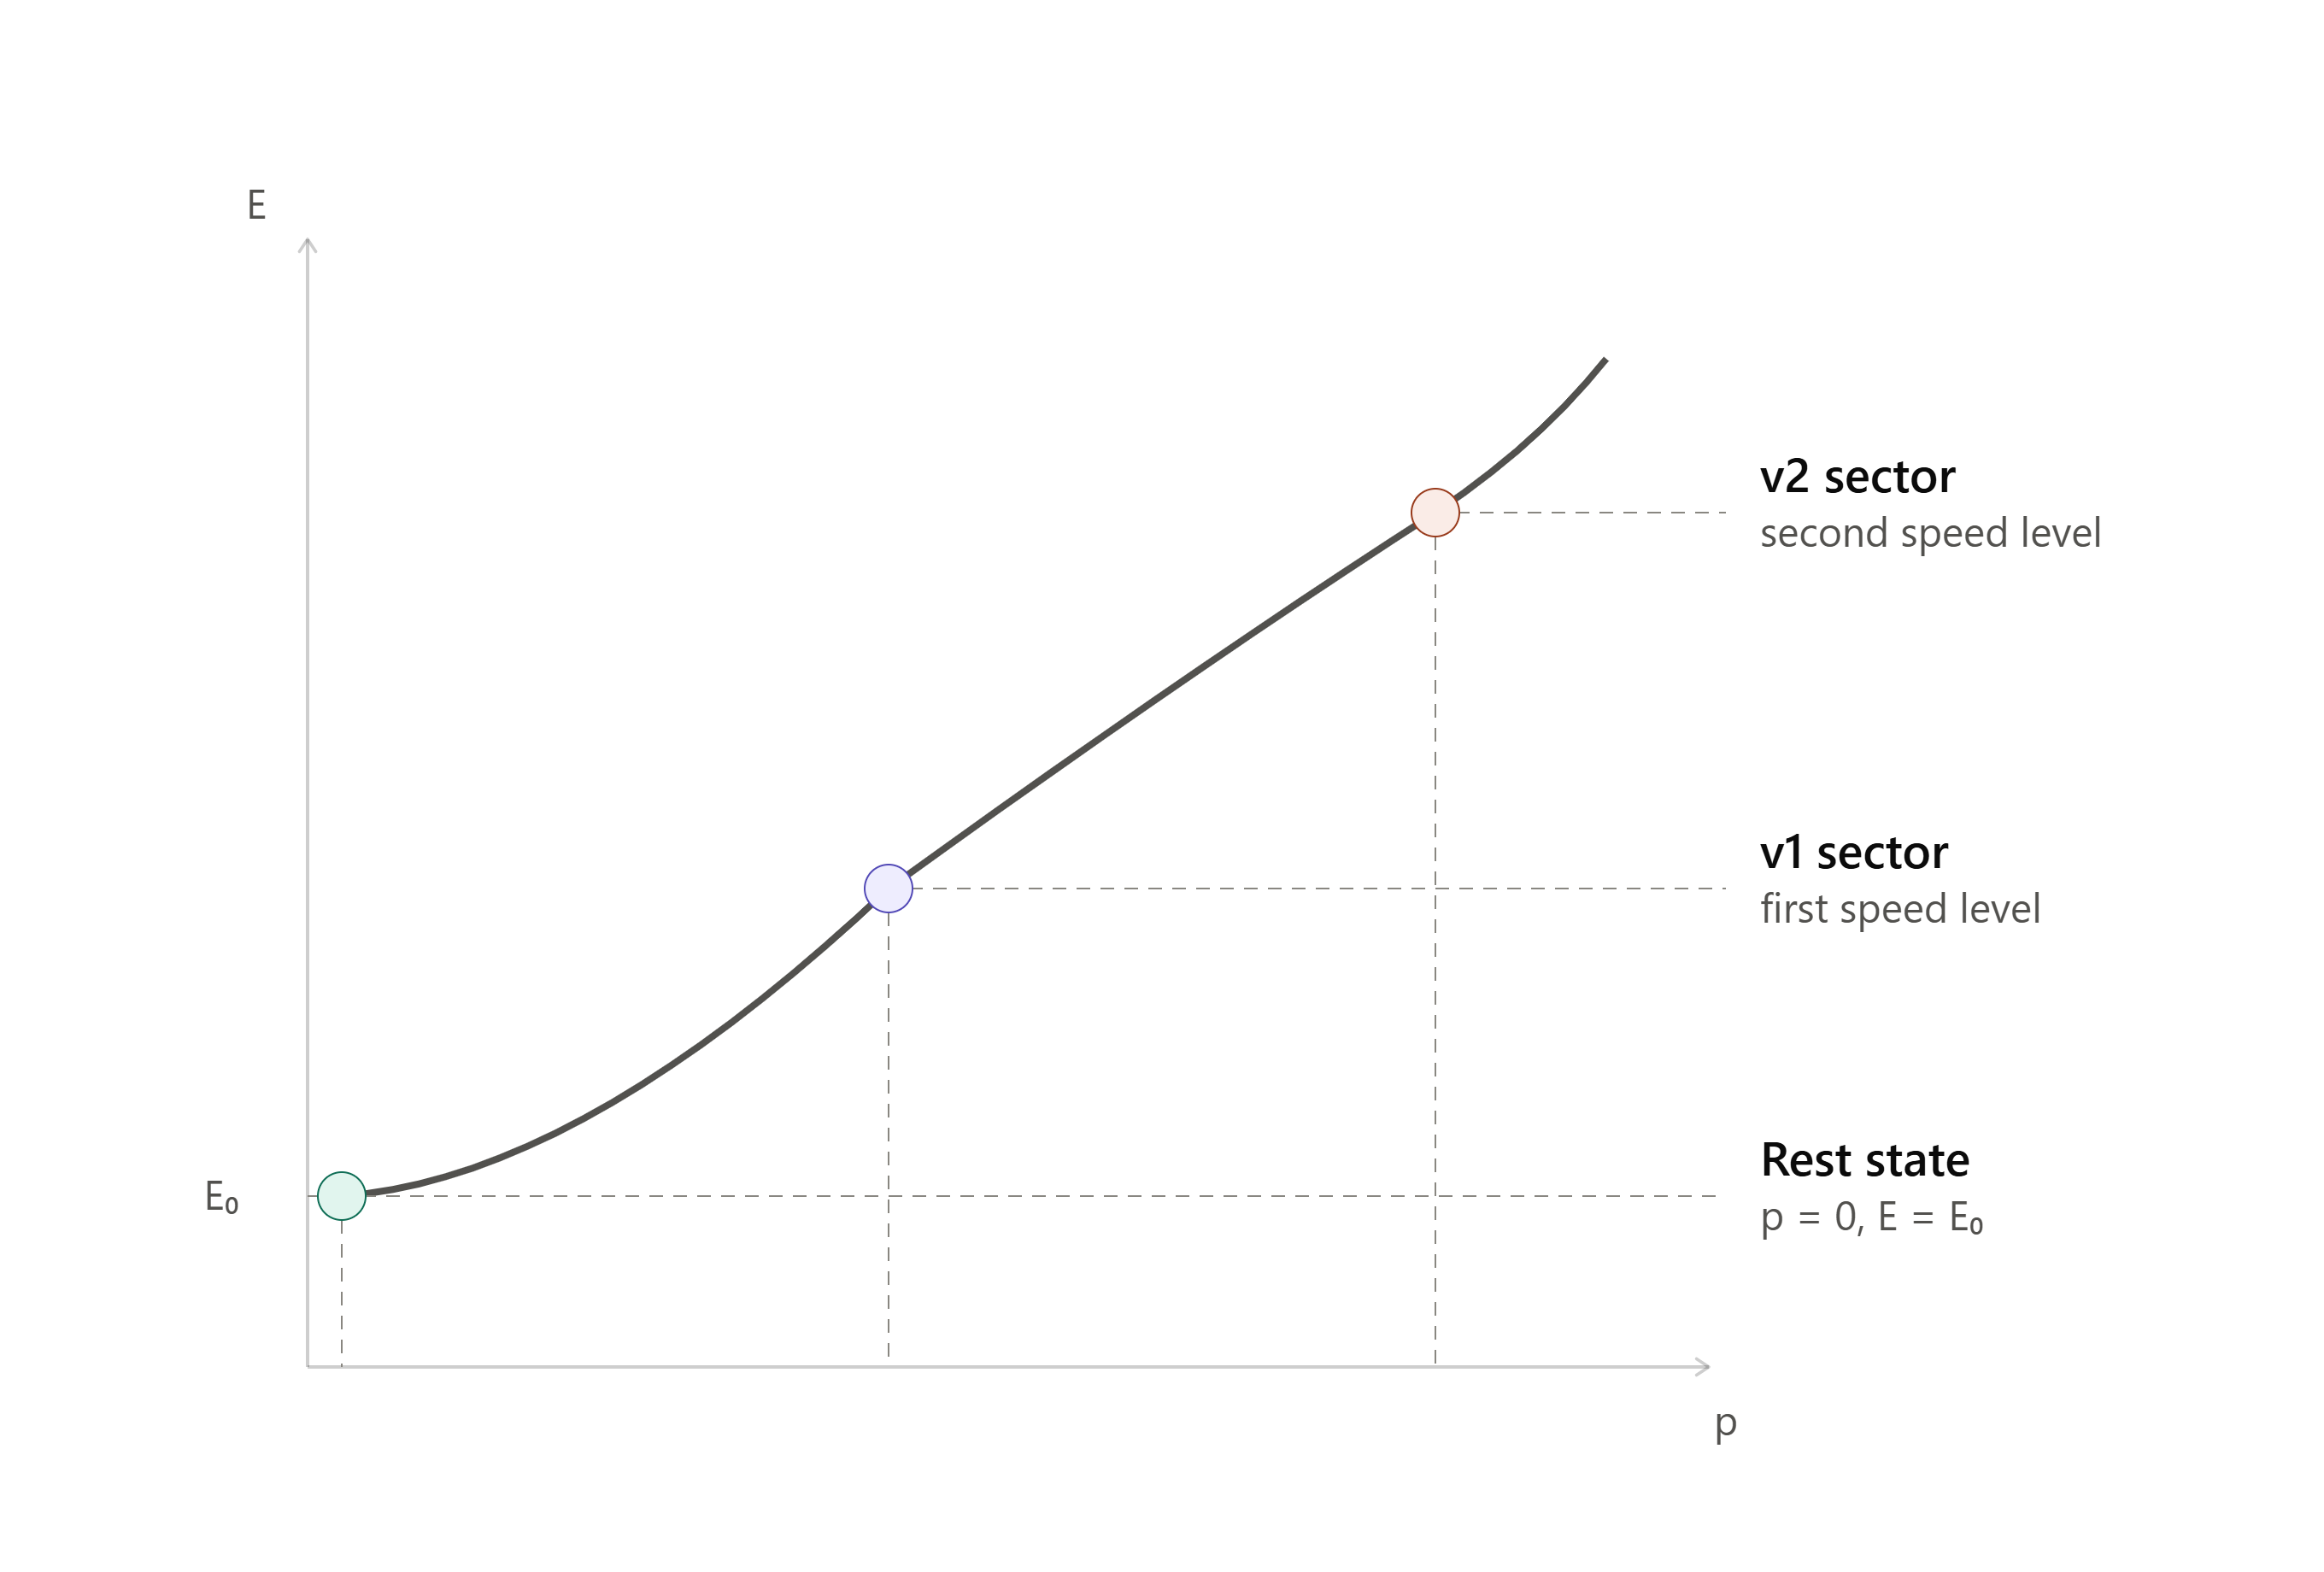 E
v2 sector
second speed level
v1 sector
first speed level
Rest state
E₀
p = 0, E = E₀
p